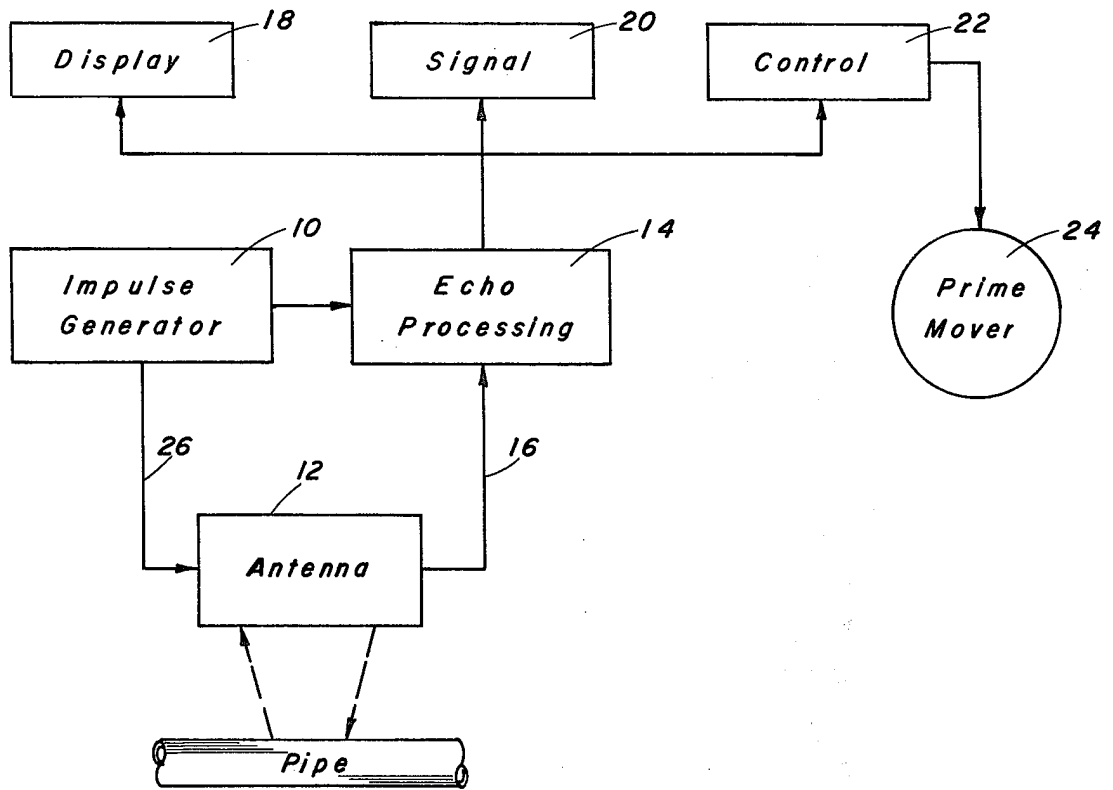 18
Display
20
Signal
22
Control
10
Impulse
Generator
14
Echo
Processing
24
Prime
Mover
26
16
12
Antenna
Pipe